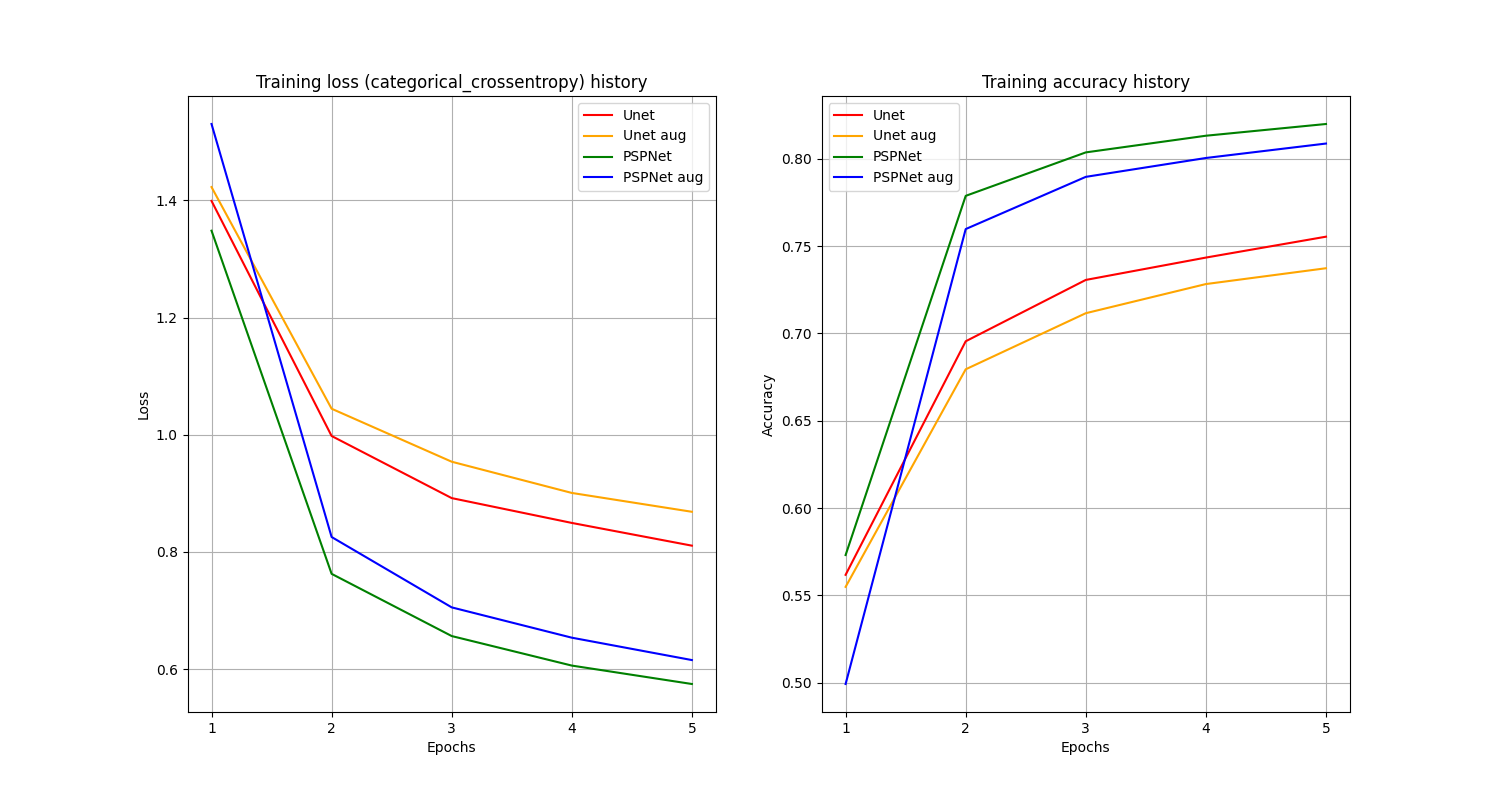 Training loss (categorical_crossentropy) history
Unet
Unet aug
PSPNet
PSPNet aug
1.4
1.2
1.0
0.8
0.6
Loss
1 2 3 4 5
Epochs
Training accuracy history
Unet
Unet aug
PSPNet
PSPNet aug
0.80
0.75
0.70
0.65
0.60
0.55
0.50
Accuracy
1 2 3 4 5
Epochs